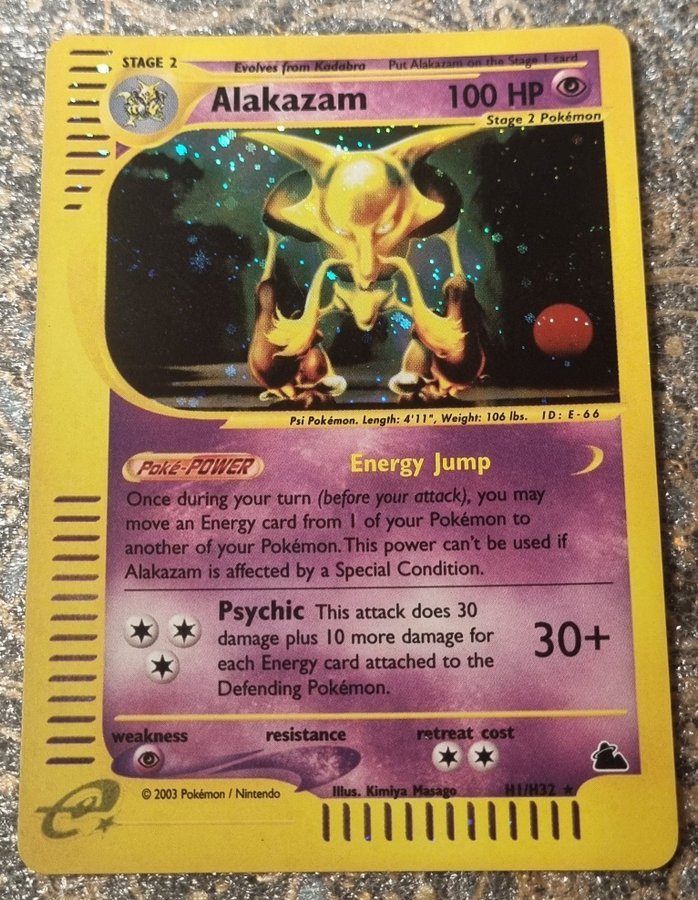 STAGE 2 Evolves from Kadabra Put Alakazam on the Stage 1 card
Alakazam 100 HP
Stage 2 Pokémon
Psi Pokémon. Length: 4'11", Weight: 106 lbs. ID: E-66
Poké-POWER Energy Jump
Once during your turn (before your attack), you may
move an Energy card from 1 of your Pokémon to
another of your Pokémon. This power can't be used if
Alakazam is affected by a Special Condition.
Psychic This attack does 30
damage plus 10 more damage for
each Energy card attached to the
Defending Pokémon.
30+
weakness resistance retreat cost
© 2003 Pokémon / Nintendo Illus. Kimiya Masago H1/H32 ★
e